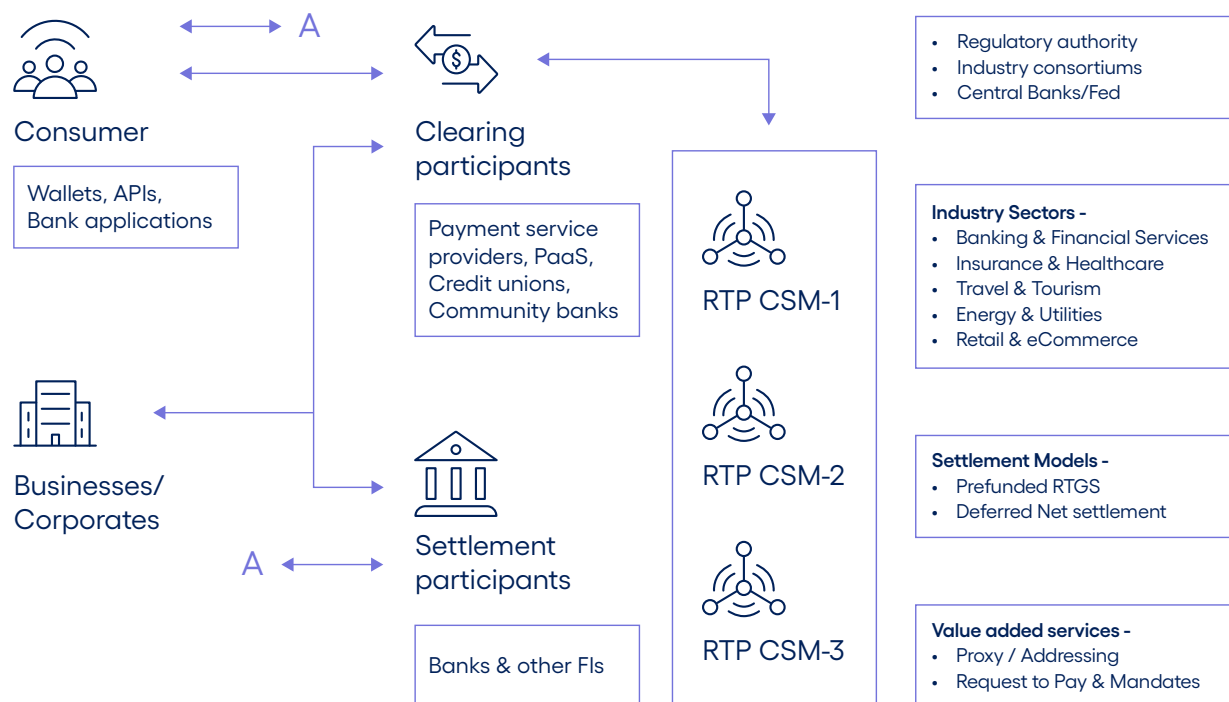 A
Consumer
Wallets, APIs,
Bank applications
Businesses/
Corporates
A
Clearing
participants
Payment service
providers, PaaS,
Credit unions,
Community banks
Settlement
participants
Banks & other FIs
RTP CSM-1
RTP CSM-2
RTP CSM-3
• Regulatory authority
• Industry consortiums
• Central Banks/Fed
Industry Sectors -
• Banking & Financial Services
• Insurance & Healthcare
• Travel & Tourism
• Energy & Utilities
• Retail & eCommerce
Settlement Models -
• Prefunded RTGS
• Deferred Net settlement
Value added services -
• Proxy / Addressing
• Request to Pay & Mandates